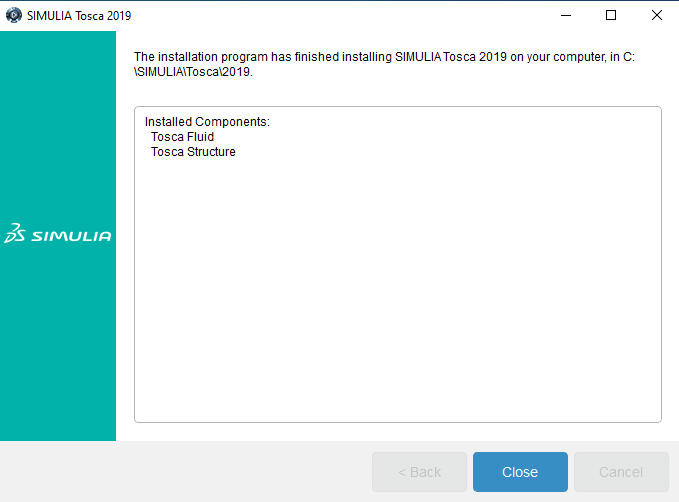 SIMULIA Tosca 2019
The installation program has finished installing SIMULIA Tosca 2019 on your computer, in C:
\SIMULIA\Tosca\2019.
Installed Components:
Tosca Fluid
Tosca Structure
3DS SIMULIA
< Back
Close
Cancel